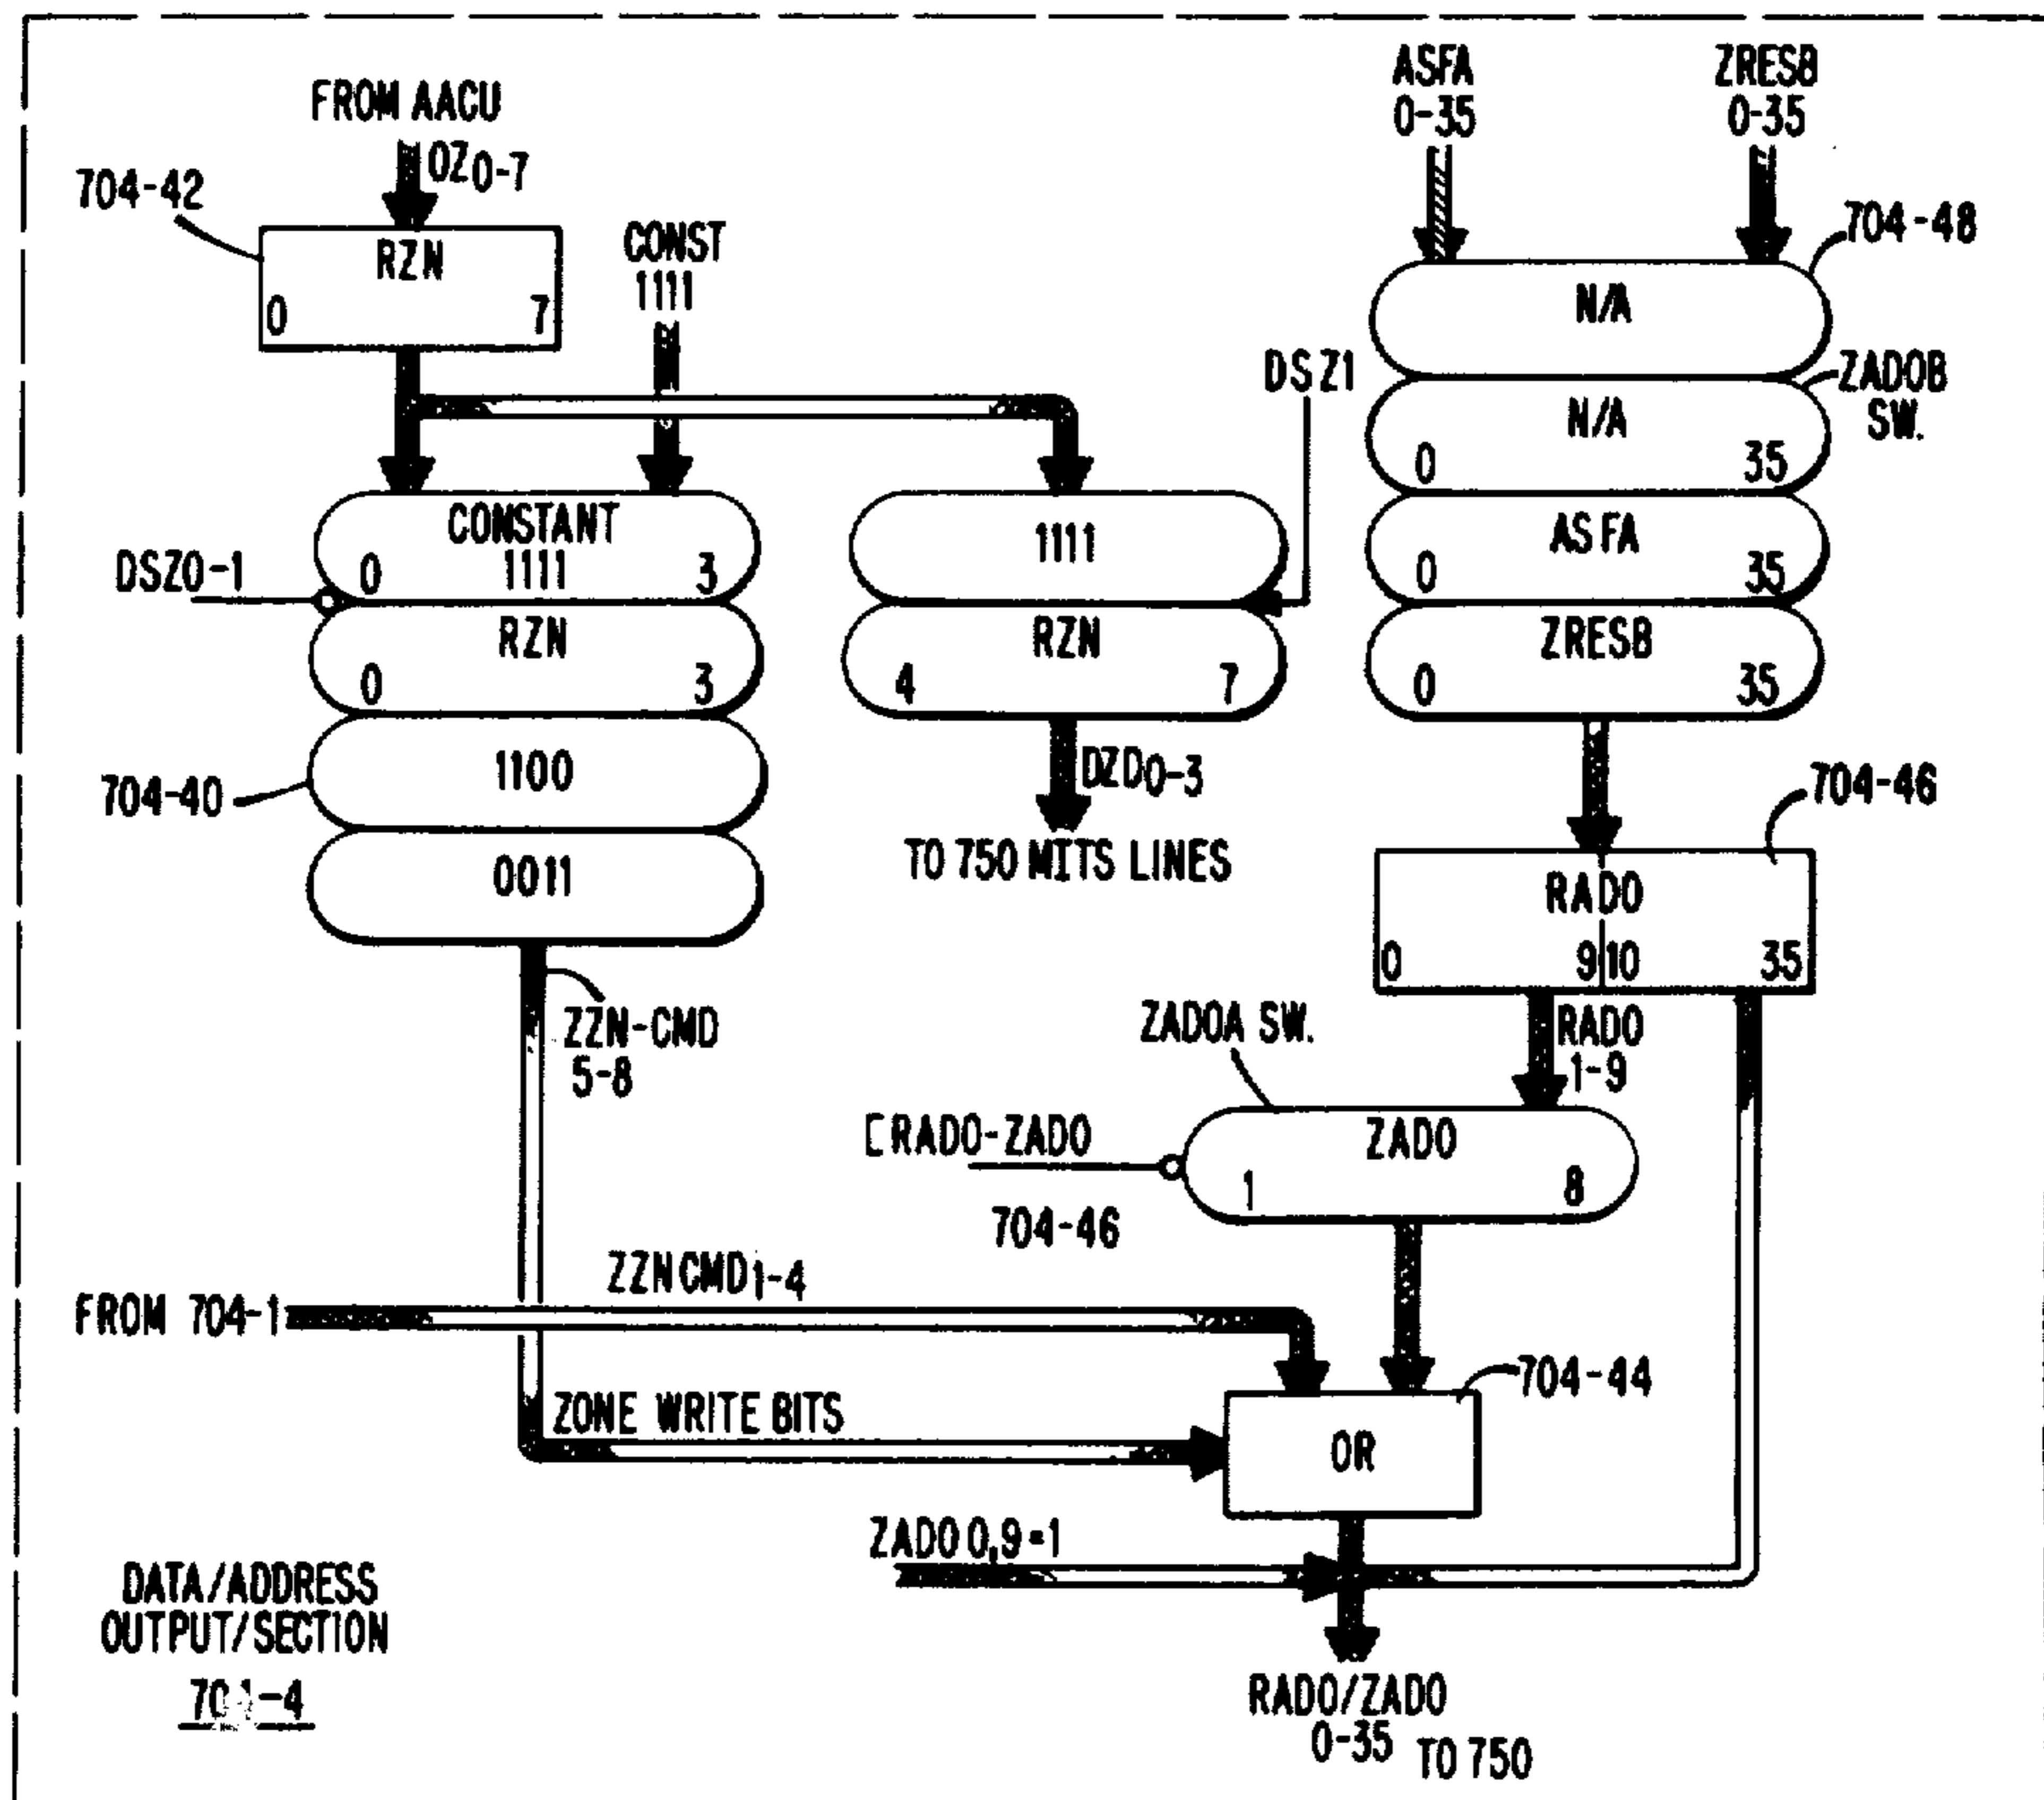 FROM AACU
OZ0-7
704-42
RZN
0 7
CONST
1111
ASFA
0-35
ZRESB
0-35
704-48
N/A
ZADOB
SW.
N/A
0 35
ASFA
0 35
ZRESB
0 35
DSZ1
CONSTANT
1111
0 3
DSZ0-1
RZN
0 3
1100
704-40
0011
1111
RZN
4 7
DZD0-3
TO 750 MITS LINES
704-46
RADO
0 9 10 35
ZZN-CMD
5-8
ZADOA SW.
RADO
1-9
[RADO-ZADO
ZADO
1 8
704-46
ZZNCMD1-4
FROM 704-1
704-44
ZONE WRITE BITS
OR
ZADO 0,9=1
DATA/ADDRESS
OUTPUT/SECTION
RADO/ZADO
0-35 TO 750